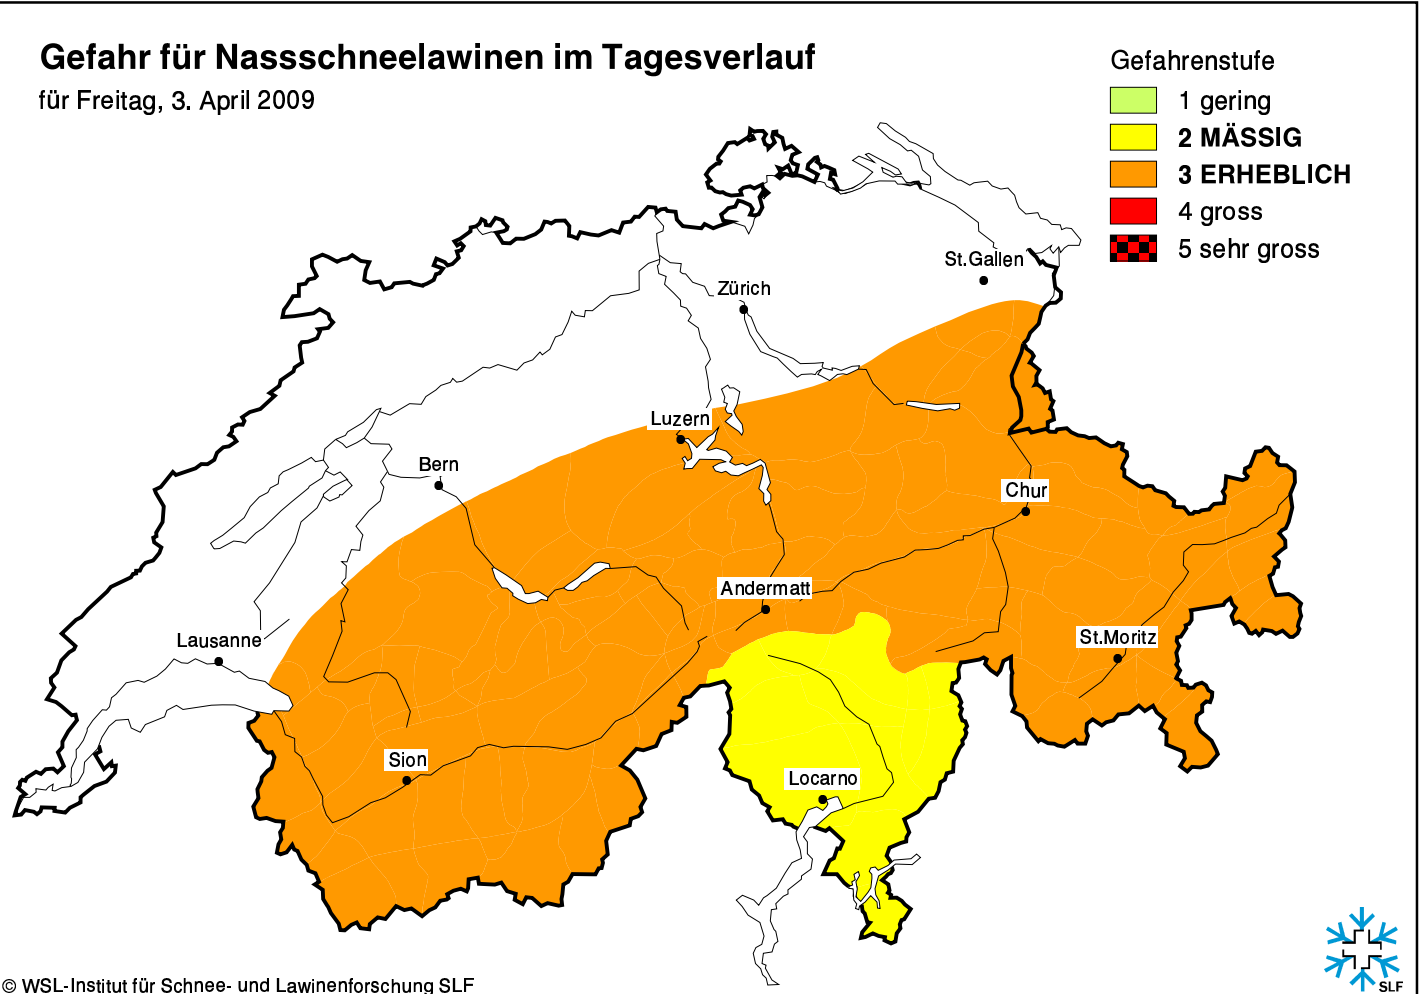 Gefahr für Nassschneelawinen im Tagesverlauf
für Freitag, 3. April 2009
Gefahrenstufe
1 gering
2 MÄSSIG
3 ERHEBLICH
4 gross
5 sehr gross
St.Gallen
Zürich
Luzern
Bern
Chur
Andermatt
Lausanne
St.Moritz
Sion
Locarno
© WSL-Institut für Schnee- und Lawinenforschung SLF
SLF